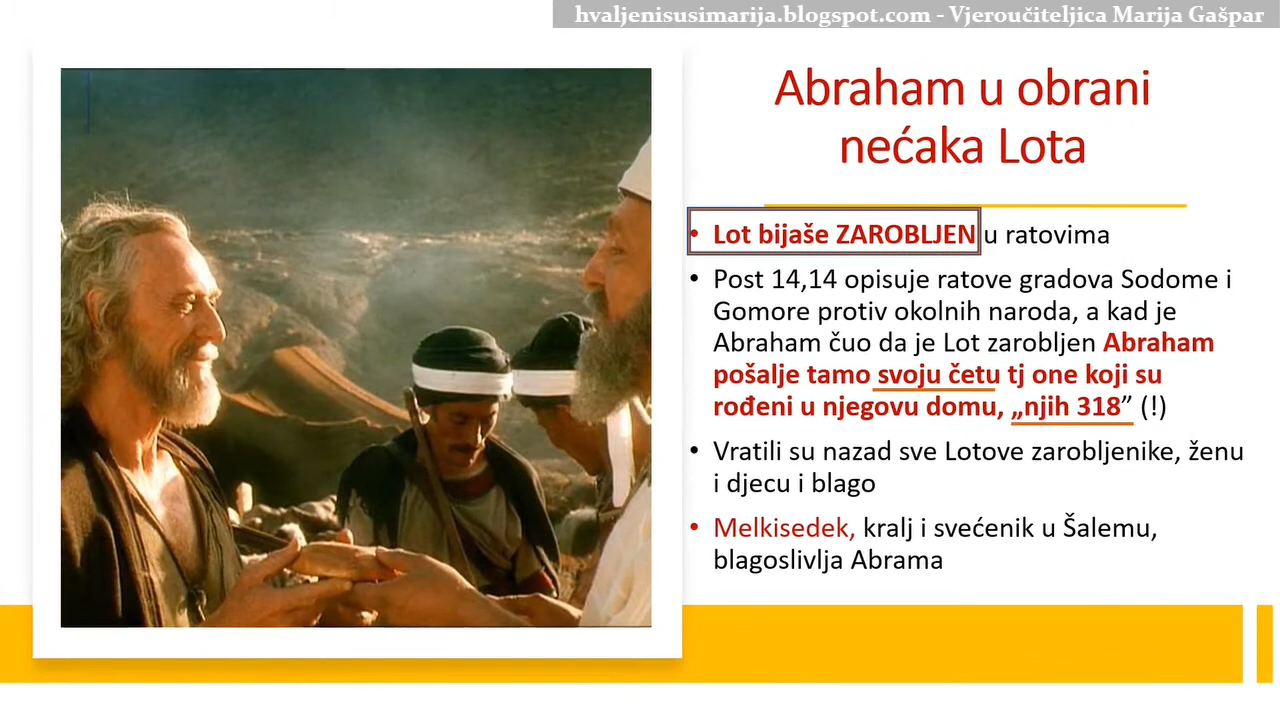 hvaljenisusimarija.blogspot.com - Vjeroučiteljica Marija Gašpar
Abraham u obrani
nećaka Lota
• Lot bijaše ZAROBLJEN u ratovima
• Post 14,14 opisuje ratove gradova Sodome i
Gomore protiv okolnih naroda, a kad je
Abraham čuo da je Lot zarobljen Abraham
pošalje tamo svoju četu tj one koji su
rođeni u njegovu domu, „njih 318” (!)
• Vratili su nazad sve Lotove zarobljenike, ženu
i djecu i blago
• Melkisedek, kralj i svećenik u Šalemu,
blagoslivlja Abrama